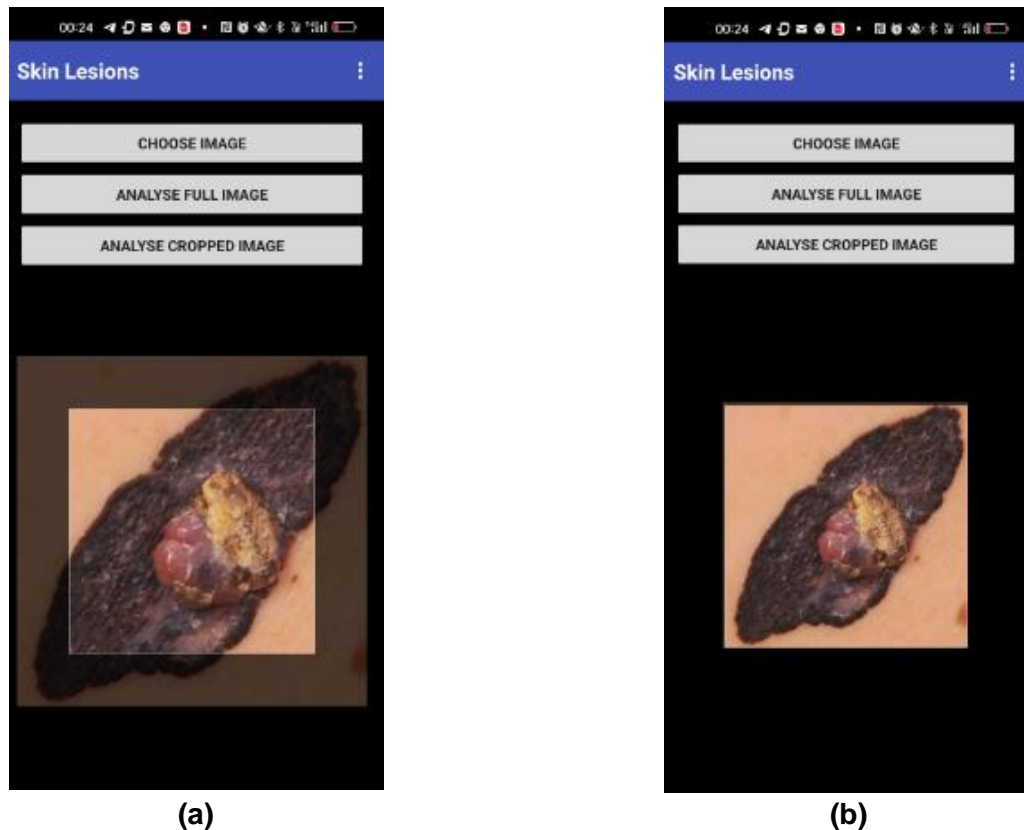 00:24
Skin Lesions
CHOOSE IMAGE
ANALYSE FULL IMAGE
ANALYSE CROPPED IMAGE
(a)
00:24
Skin Lesions
CHOOSE IMAGE
ANALYSE FULL IMAGE
ANALYSE CROPPED IMAGE
(b)